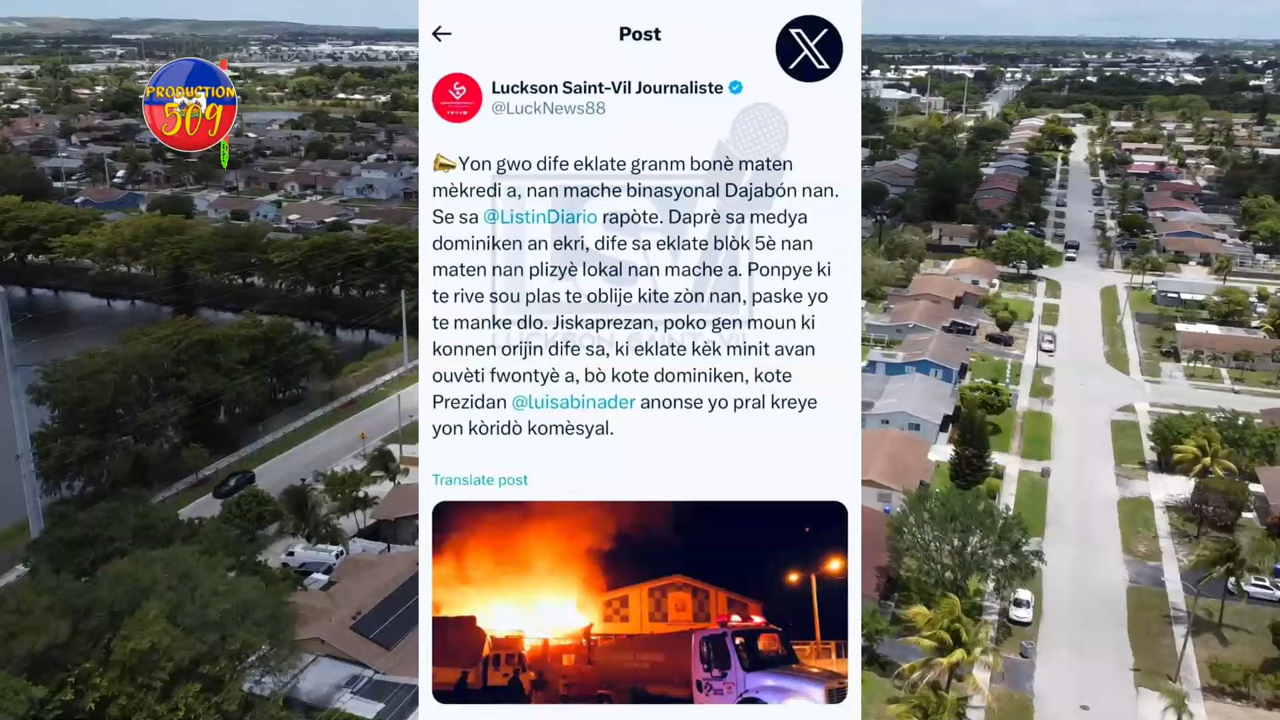 PRODUCTION
509
Post
Luckson Saint-Vil Journaliste
@LuckNews88
Yon gwo dife eklate granm bonè maten
mèkredi a, nan mache binasyonal Dajabón nan.
Se sa @ListinDiario rapòte. Daprè sa medya
dominiken an ekri, dife sa eklate blòk 5è nan
maten nan plizyè lokal nan mache a. Ponpye ki
te rive sou plas te oblije kite zòn nan, paske yo
te manke dlo. Jiskaprezan, poko gen moun ki
konnen orijin dife sa, ki eklate kèk minit avan
ouvèti fwontyè a, bò kote dominiken, kote
Prezidan @luisabinader anonse yo pral kreye
yon kòridò komèsyal.
Translate post